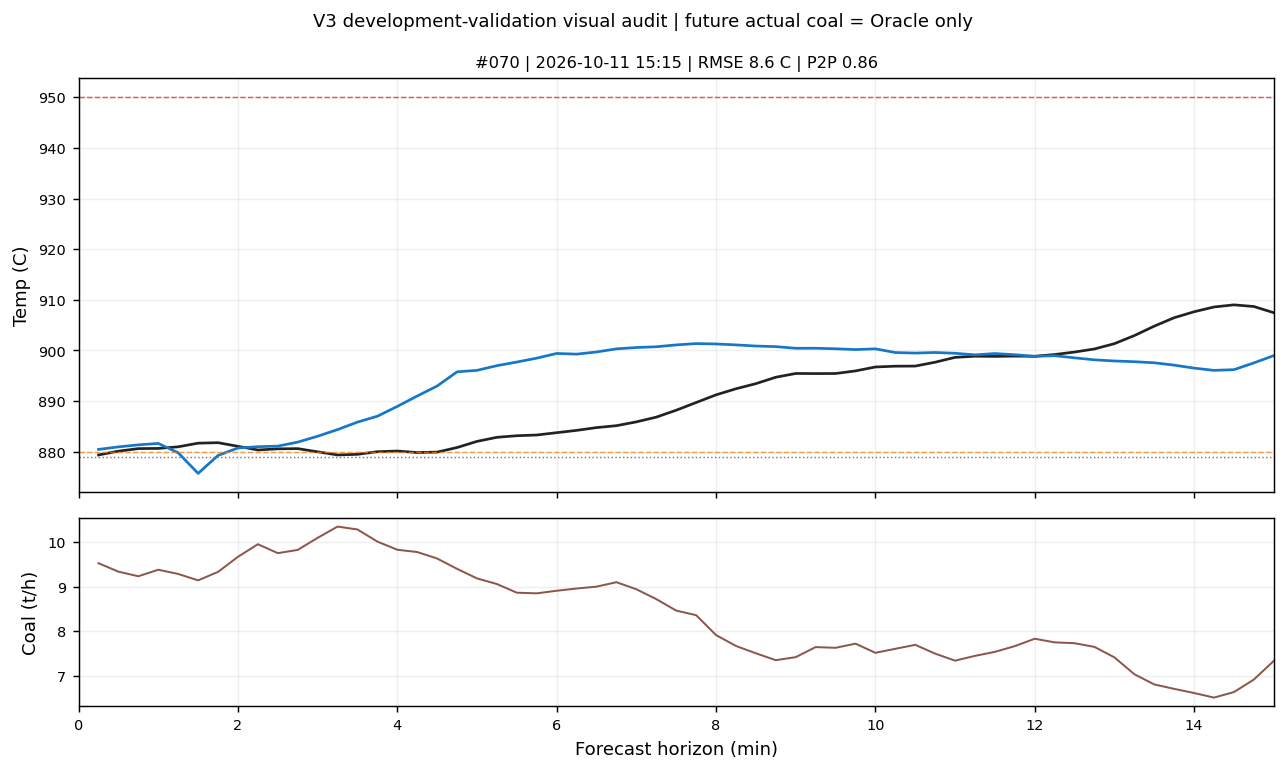 V3 development-validation visual audit | future actual coal = Oracle only
#070 | 2026-10-11 15:15 | RMSE 8.6 C | P2P 0.86
Temp (C)
950
940
930
920
910
900
890
880
Coal (t/h)
10
9
8
7
0 2 4 6 8 10 12 14
Forecast horizon (min)